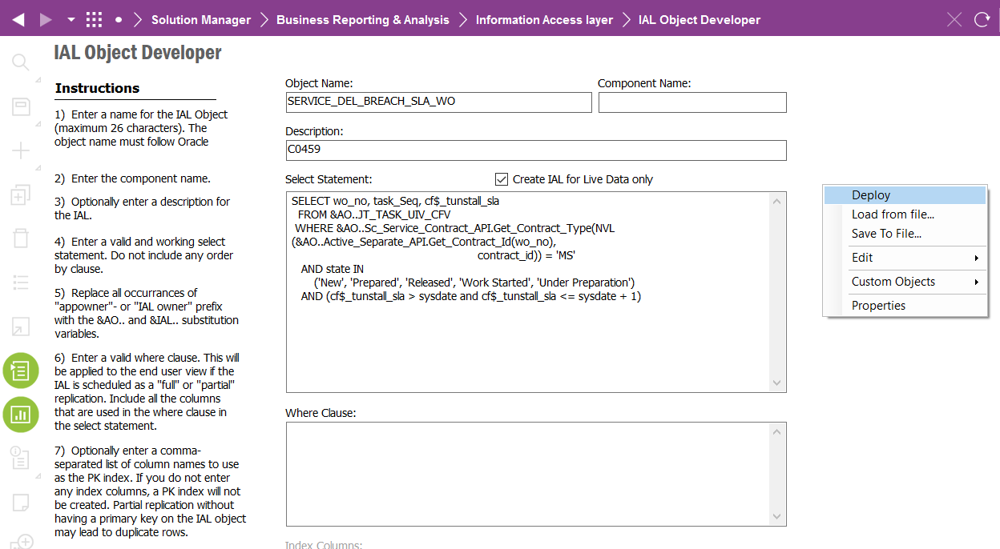 Solution Manager > Business Reporting & Analysis > Information Access layer > IAL Object Developer
IAL Object Developer
Instructions
1) Enter a name for the IAL Object
(maximum 26 characters). The
object name must follow Oracle
2) Enter the component name.
3) Optionally enter a description for
the IAL.
4) Enter a valid and working select
statement. Do not include any order
by clause.
5) Replace all occurrances of
"appowner"- or "IAL owner" prefix
with the &AO.. and &IAL.. substitution
variables.
6) Enter a valid where clause. This will
be applied to the end user view if the
IAL is scheduled as a "full" or "partial"
replication. Include all the columns
that are used in the where clause in
the select statement.
7) Optionally enter a comma-
separated list of column names to use
as the PK index. If you do not enter
any index columns, a PK index will not
be created. Partial replication without
having a primary key on the IAL object
may lead to duplicate rows.
Object Name:
SERVICE_DEL_BREACH_SLA_WO
Component Name:
Description:
C0459
Select Statement:
Create IAL for Live Data only
SELECT wo_no, task_Seq, cf$_tunstall_sla
FROM &AO..JT_TASK_UIV_CFV
WHERE &AO..Sc_Service_Contract_API.Get_Contract_Type(NVL
(&AO..Active_Separate_API.Get_Contract_Id(wo_no),
contract_id)) = 'MS'
AND state IN
('New', 'Prepared', 'Released', 'Work Started', 'Under Preparation')
AND (cf$_tunstall_sla > sysdate and cf$_tunstall_sla <= sysdate + 1)
Where Clause:
Index Columns:
Deploy
Load from file...
Save To File...
Edit
Custom Objects
Properties